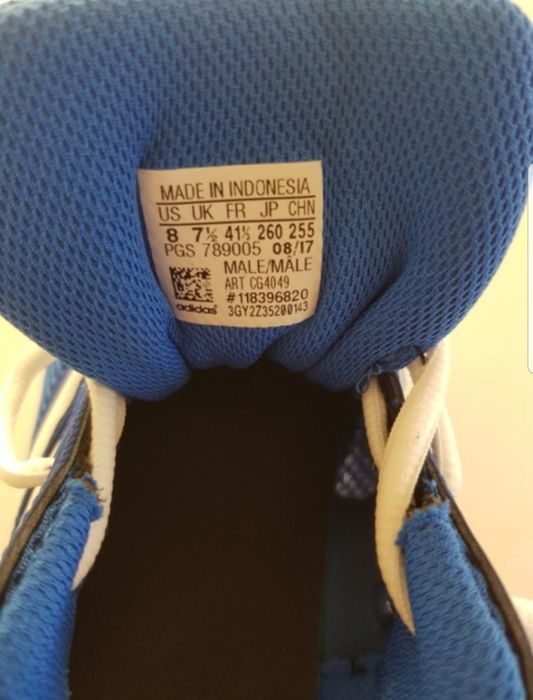 MADE IN INDONESIA
US UK FR JP CHN
8 7½ 41⅓ 260 255
PGS 789005 08/17
MALE/MÂLE
ART CG4049
#118396820
adidas 3GY2Z35200143